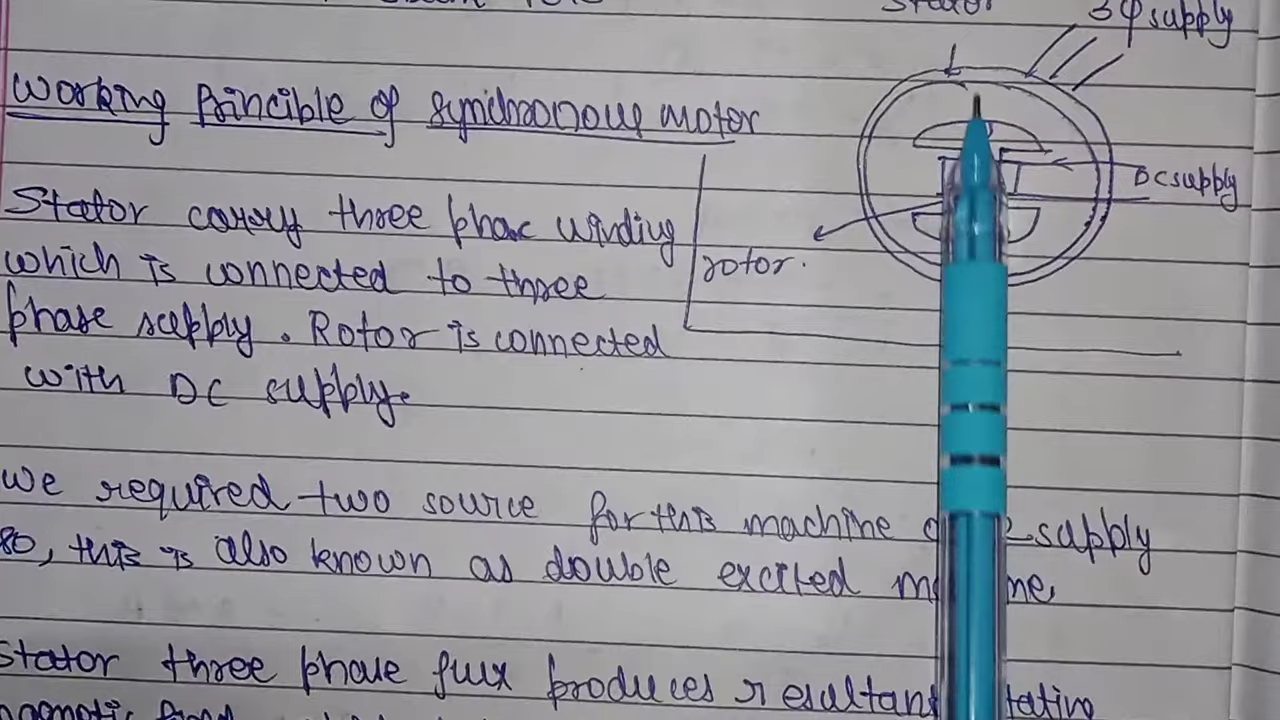 Stator 3φ supply
Working Principle of synchronous motor
DC supply
Stator carry three phase winding
rotor.
which is connected to three
phase supply. Rotor is connected
with DC supply.
we required two source for this machine supply
so, this is also known as double excited
Stator three phase flux produces resultant